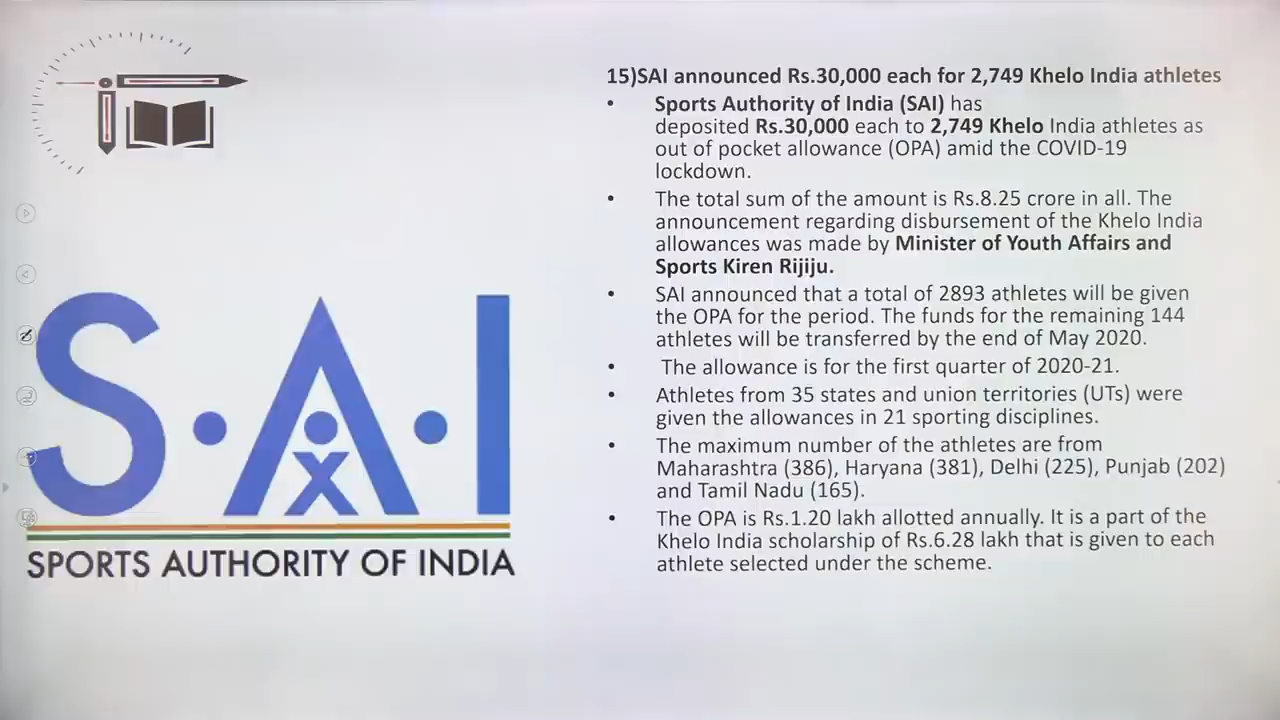 15)SAI announced Rs.30,000 each for 2,749 Khelo India athletes
• Sports Authority of India (SAI) has
deposited Rs.30,000 each to 2,749 Khelo India athletes as
out of pocket allowance (OPA) amid the COVID-19
lockdown.
• The total sum of the amount is Rs.8.25 crore in all. The
announcement regarding disbursement of the Khelo India
allowances was made by Minister of Youth Affairs and
Sports Kiren Rijiju.
• SAI announced that a total of 2893 athletes will be given
the OPA for the period. The funds for the remaining 144
athletes will be transferred by the end of May 2020.
• The allowance is for the first quarter of 2020-21.
• Athletes from 35 states and union territories (UTs) were
given the allowances in 21 sporting disciplines.
• The maximum number of the athletes are from
Maharashtra (386), Haryana (381), Delhi (225), Punjab (202)
and Tamil Nadu (165).
• The OPA is Rs.1.20 lakh allotted annually. It is a part of the
Khelo India scholarship of Rs.6.28 lakh that is given to each
athlete selected under the scheme.
S·A·I
SPORTS AUTHORITY OF INDIA